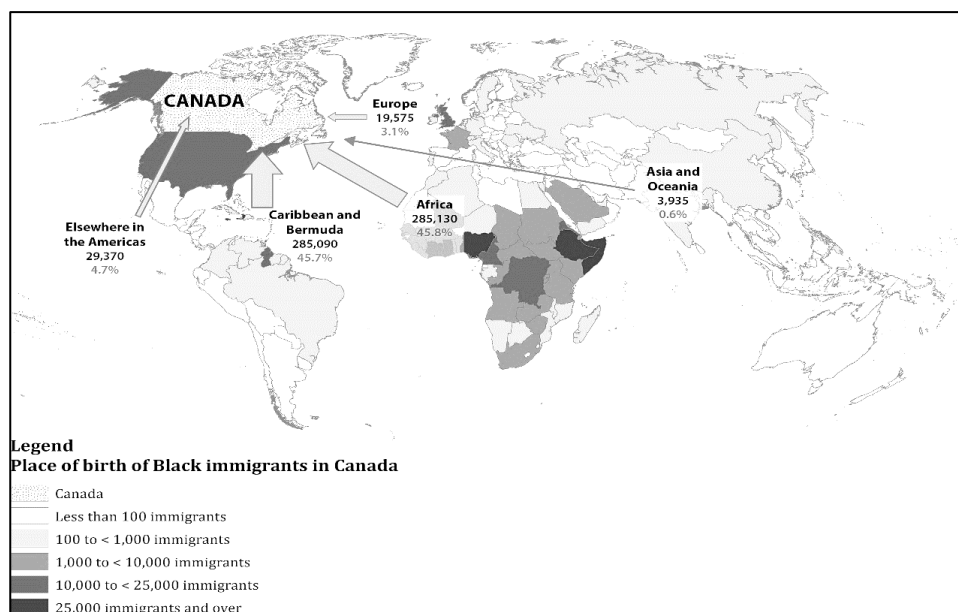 CANADA
Europe
19,575
3.1%
Asia and
Oceania
3,935
0.6%
Africa
285,130
45.8%
Caribbean and
Bermuda
285,090
45.7%
Elsewhere in
the Americas
29,370
4.7%
Legend
Place of birth of Black immigrants in Canada
Canada
Less than 100 immigrants
100 to < 1,000 immigrants
1,000 to < 10,000 immigrants
10,000 to < 25,000 immigrants
25,000 immigrants and over